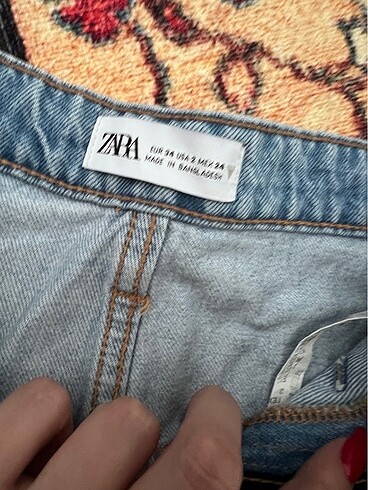 ZARA
EUR 34 USA 2 MEX 24
MADE IN BANGLADESH